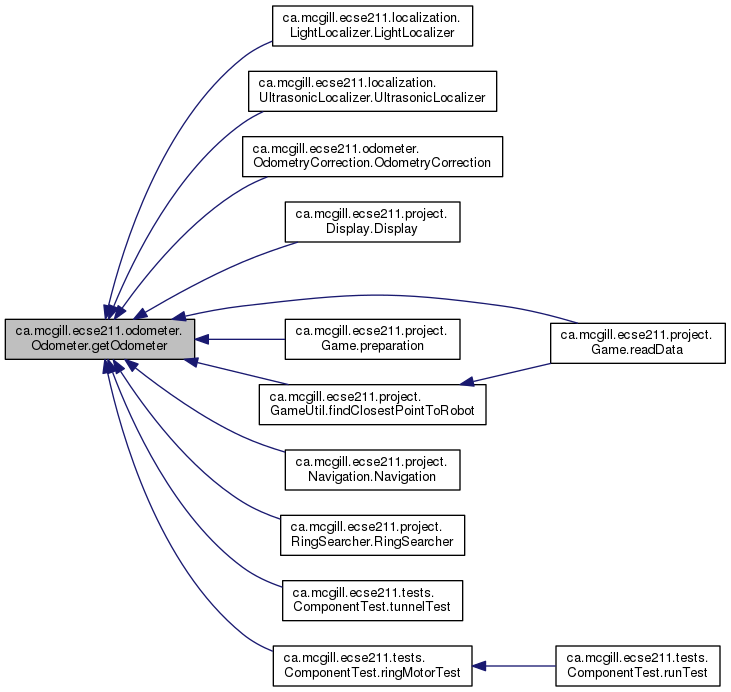 ca.mcgill.ecse211.localization.
LightLocalizer.LightLocalizer
ca.mcgill.ecse211.localization.
UltrasonicLocalizer.UltrasonicLocalizer
ca.mcgill.ecse211.odometer.
OdometryCorrection.OdometryCorrection
ca.mcgill.ecse211.project.
Display.Display
ca.mcgill.ecse211.odometer.
Odometer.getOdometer
ca.mcgill.ecse211.project.
Game.preparation
ca.mcgill.ecse211.project.
Game.readData
ca.mcgill.ecse211.project.
GameUtil.findClosestPointToRobot
ca.mcgill.ecse211.project.
Navigation.Navigation
ca.mcgill.ecse211.project.
RingSearcher.RingSearcher
ca.mcgill.ecse211.tests.
ComponentTest.tunnelTest
ca.mcgill.ecse211.tests.
ComponentTest.ringMotorTest
ca.mcgill.ecse211.tests.
ComponentTest.runTest